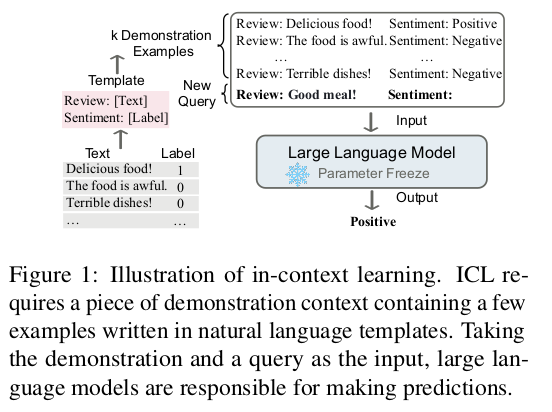 k Demonstration Examples
Review: Delicious food! Sentiment: Positive
Review: The food is awful. Sentiment: Negative
... ...
Review: Terrible dishes! Sentiment: Negative
New Query
Review: Good meal! Sentiment:
Template
Review: [Text]
Sentiment: [Label]
Text Label
Delicious food! 1
The food is awful. 0
Terrible dishes! 0
... ...
Input
Large Language Model
Parameter Freeze
Output
Positive
Figure 1: Illustration of in-context learning. ICL re-
quires a piece of demonstration context containing a few
examples written in natural language templates. Taking
the demonstration and a query as the input, large lan-
guage models are responsible for making predictions.